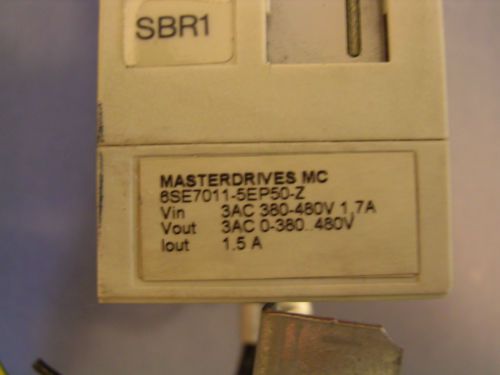 SBR1
MASTERDRIVES MC
6SE7011-5EP50-Z
Vin 3AC 380-480V 1,7A
Vout 3AC 0-380..480V
Iout 1.5 A